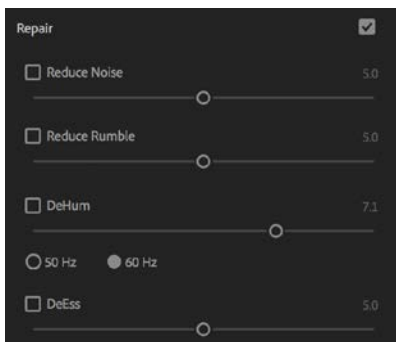 Repair
Reduce Noise 5.0
Reduce Rumble 5.0
DeHum 7.1
50 Hz 60 Hz
DeEss 5.0